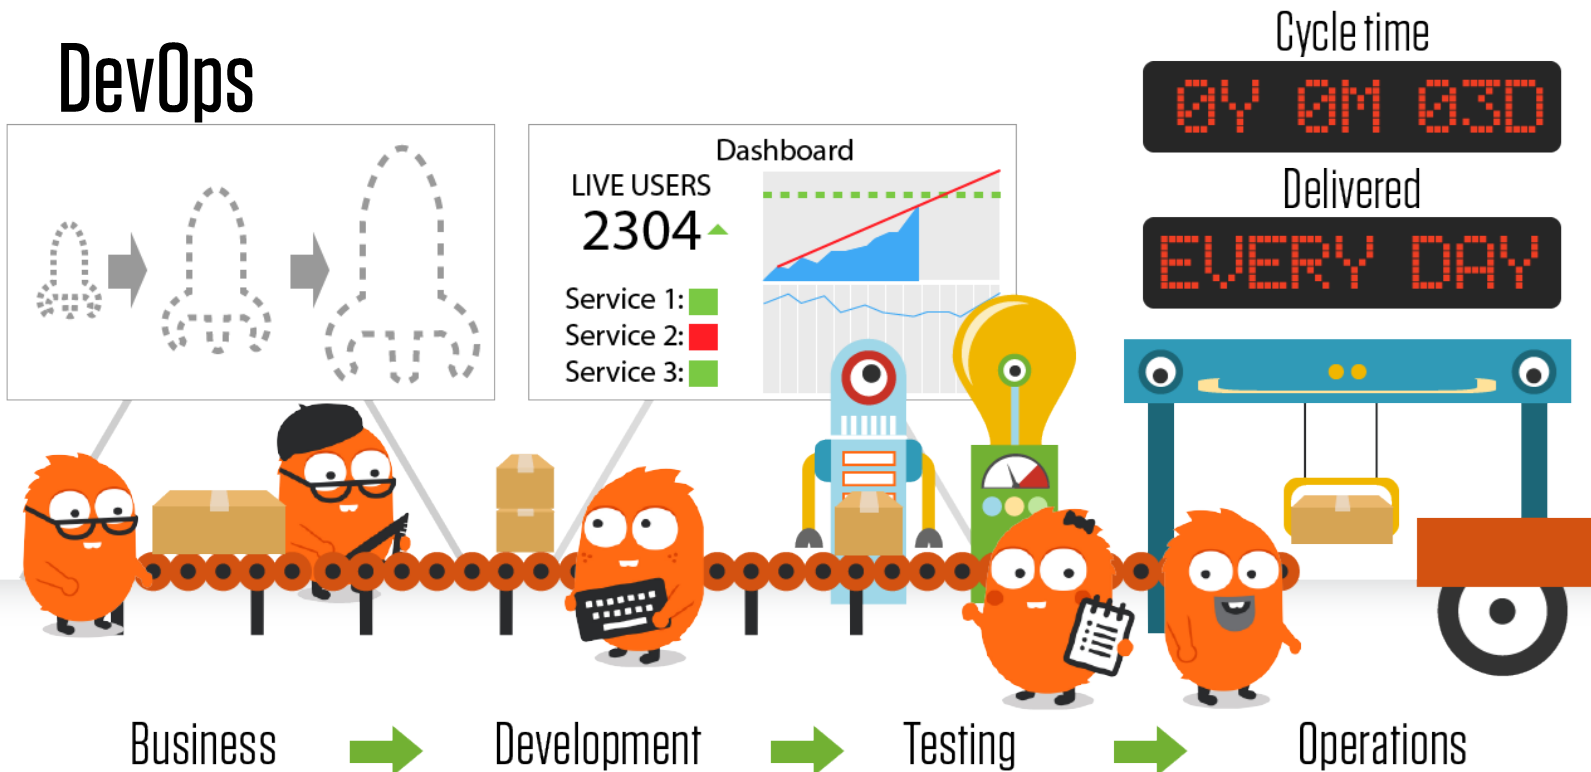 DevOps
Cycle time
0Y 0M 03D
Delivered
EVERY DAY
Dashboard
LIVE USERS
2304
Service 1:
Service 2:
Service 3:
Business
Development
Testing
Operations